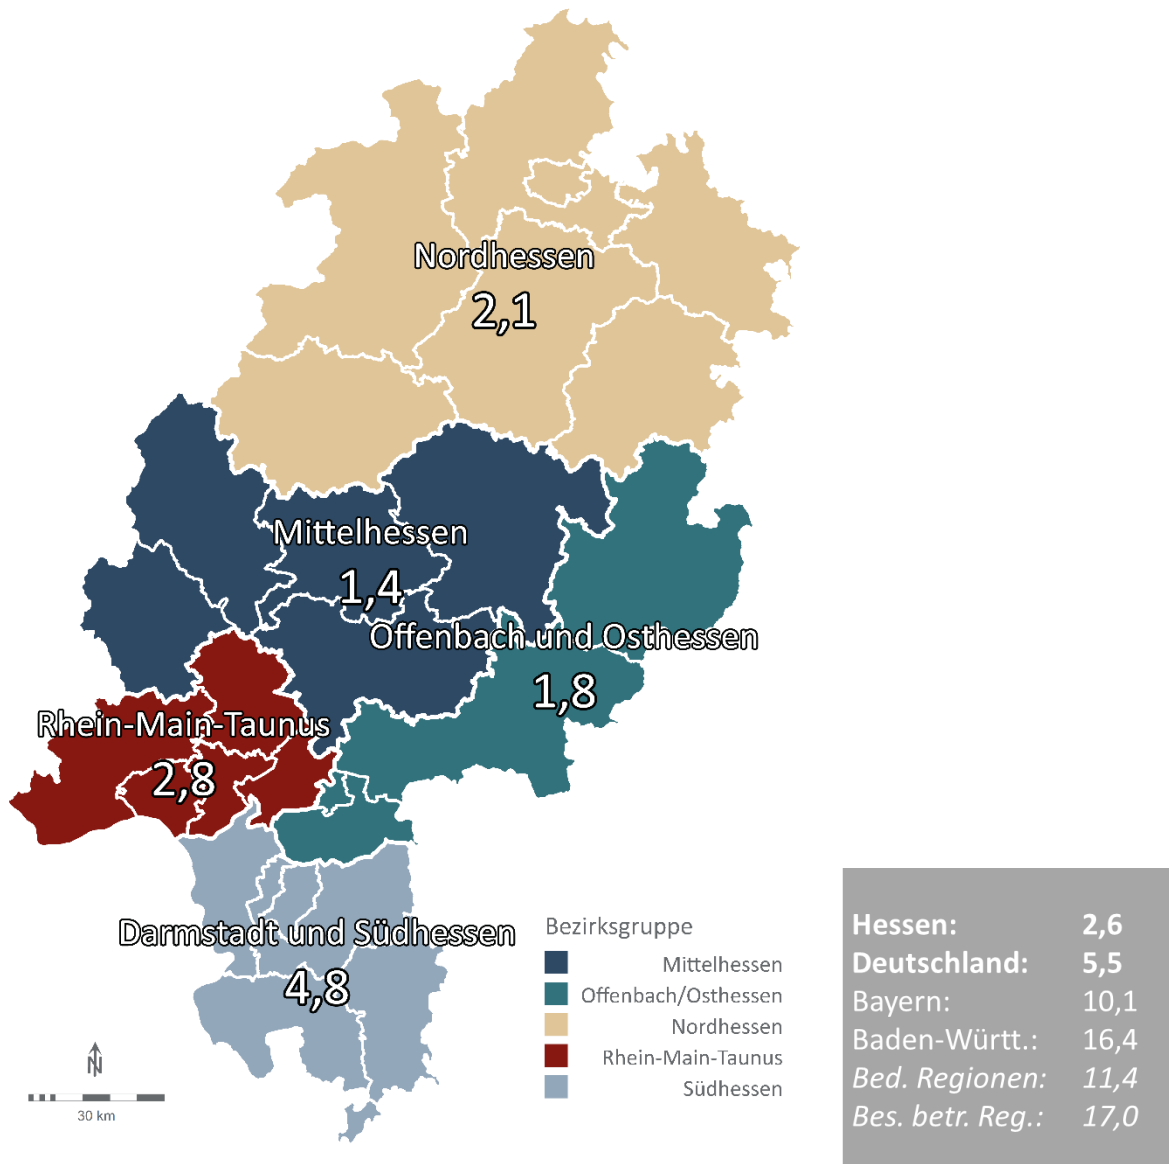 Nordhessen
2,1
Mittelhessen
1,4
Offenbach und Osthessen
1,8
Rhein-Main-Taunus
2,8
Darmstadt und Südhessen
4,8
Bezirksgruppe
Mittelhessen
Offenbach/Osthessen
Nordhessen
Rhein-Main-Taunus
Südhessen
N
30 km
Hessen: 2,6
Deutschland: 5,5
Bayern: 10,1
Baden-Württ.: 16,4
Bed. Regionen: 11,4
Bes. betr. Reg.: 17,0